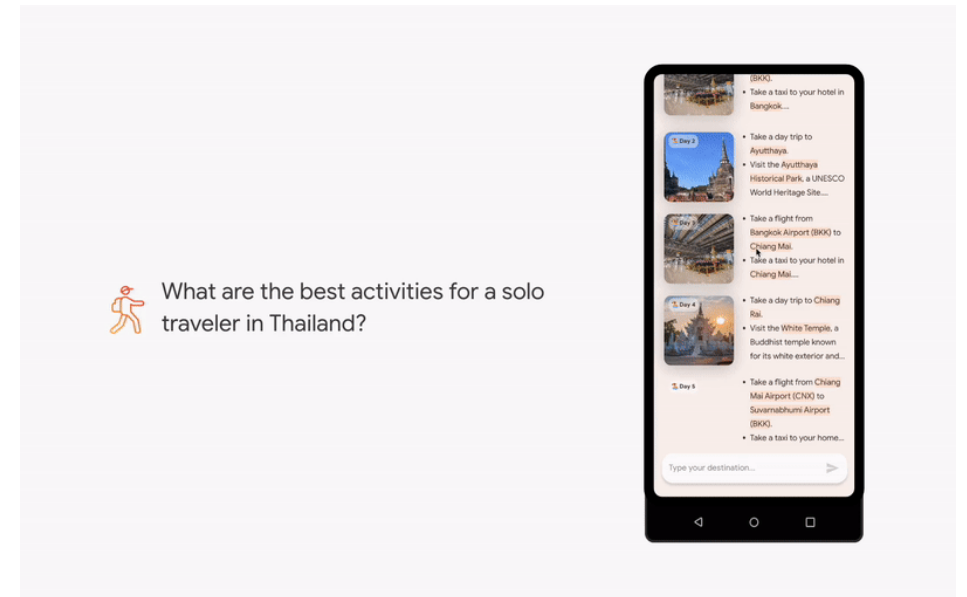 What are the best activities for a solo
traveler in Thailand?
(BKK).
• Take a taxi to your hotel in
Bangkok....
Day 2
• Take a day trip to
Ayutthaya.
• Visit the Ayutthaya
Historical Park, a UNESCO
World Heritage Site....
Day 3
• Take a flight from
Bangkok Airport (BKK) to
Chiang Mai.
• Take a taxi to your hotel in
Chiang Mai....
Day 4
• Take a day trip to Chiang
Rai.
• Visit the White Temple, a
Buddhist temple known
for its white exterior and...
Day 5
• Take a flight from Chiang
Mai Airport (CNX) to
Suvarnabhumi Airport
(BKK).
• Take a taxi to your home...
Type your destination...